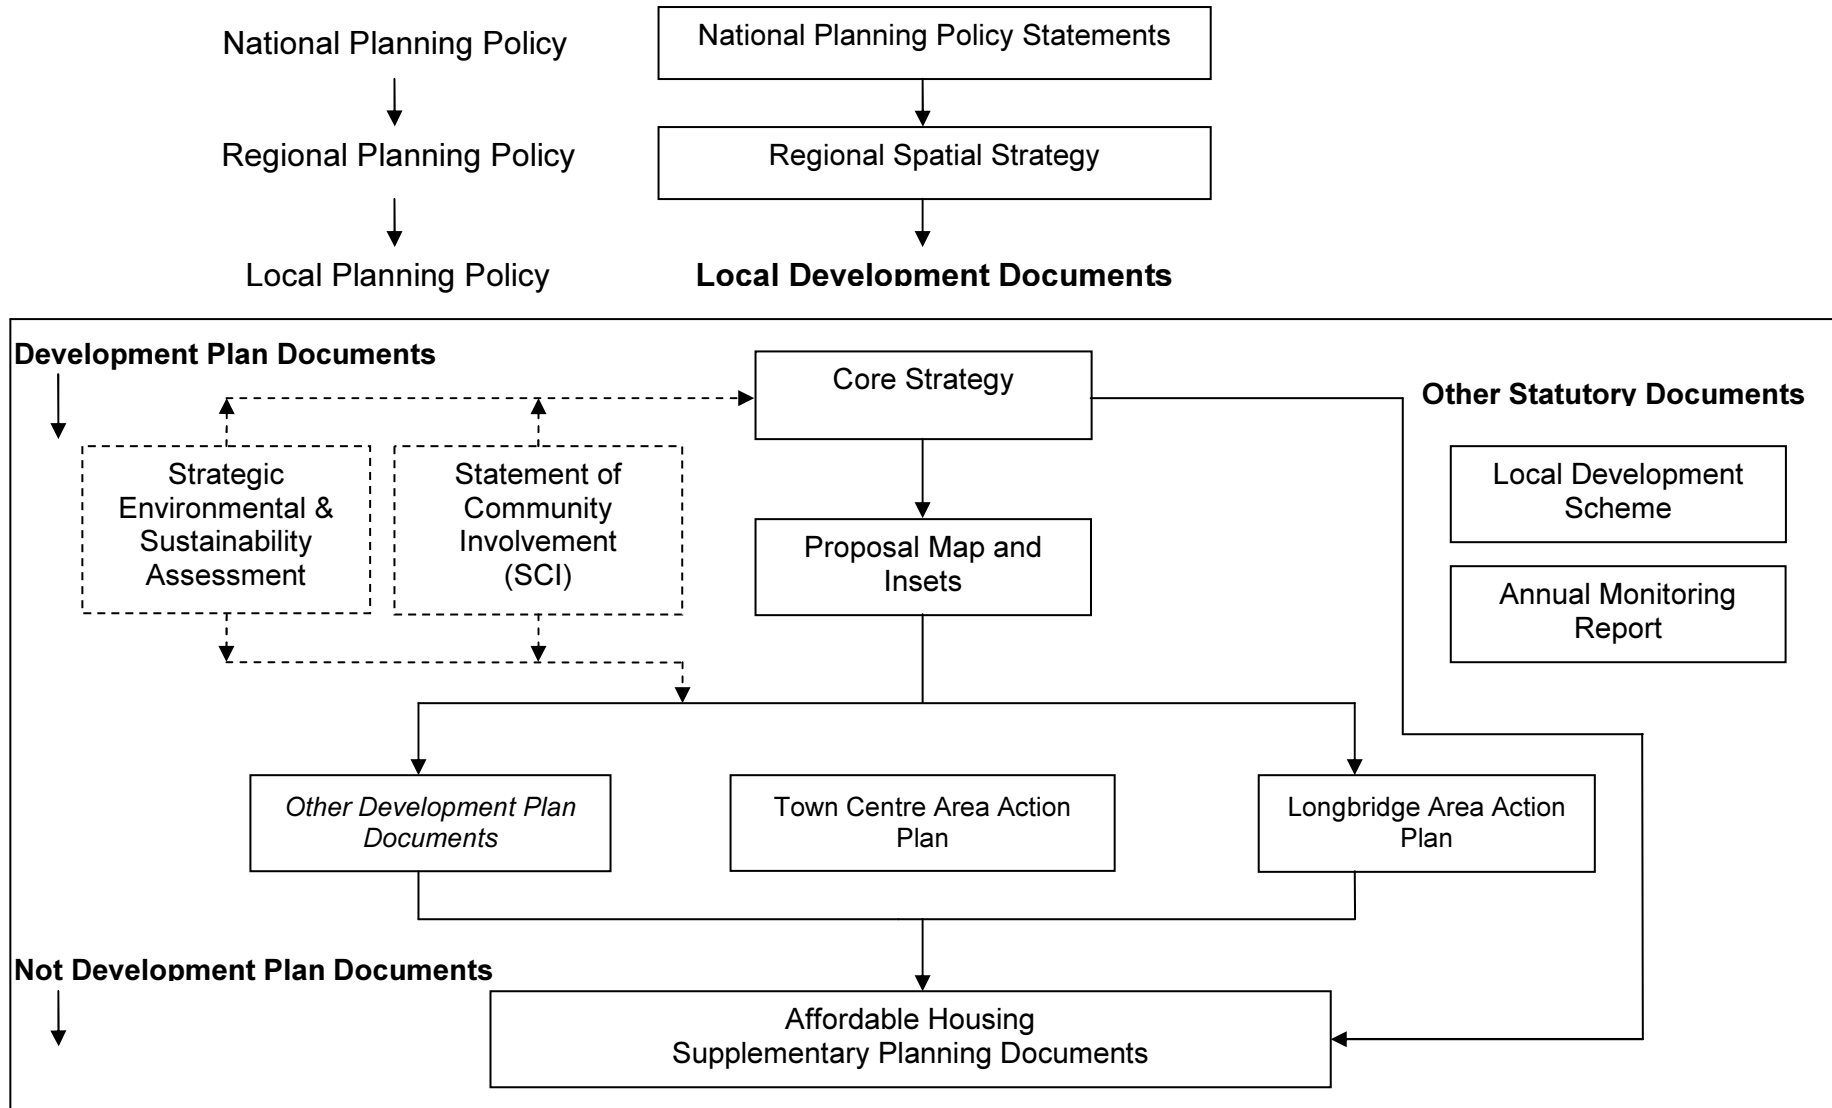 National Planning Policy
National Planning Policy Statements
Regional Planning Policy
Regional Spatial Strategy
Local Planning Policy
Local Development Documents
Development Plan Documents
Core Strategy
Other Statutory Documents
Strategic
Environmental &
Sustainability
Assessment
Statement of
Community
Involvement
(SCI)
Local Development
Scheme
Proposal Map and
Insets
Annual Monitoring
Report
Other Development Plan
Documents
Town Centre Area Action
Plan
Longbridge Area Action
Plan
Not Development Plan Documents
Affordable Housing
Supplementary Planning Documents